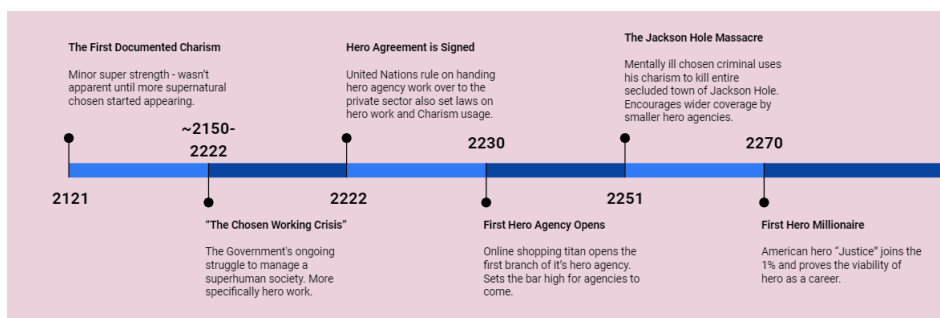 The First Documented Charism
Minor super strength - wasn't
apparent until more supernatural
chosen started appearing.
2121
~2150-
2222
"The Chosen Working Crisis"
The Government's ongoing
struggle to manage a
superhuman society. More
specifically hero work.
Hero Agreement is Signed
United Nations rule on handing
hero agency work over to the
private sector also set laws on
hero work and Charism usage.
2222
2230
First Hero Agency Opens
Online shopping titan opens the
first branch of it's hero agency.
Sets the bar high for agencies to
come.
The Jackson Hole Massacre
Mentally ill chosen criminal uses
his charism to kill entire
secluded town of Jackson Hole.
Encourages wider coverage by
smaller hero agencies.
2251
2270
First Hero Millionaire
American hero "Justice" joins the
1% and proves the viability of
hero as a career.